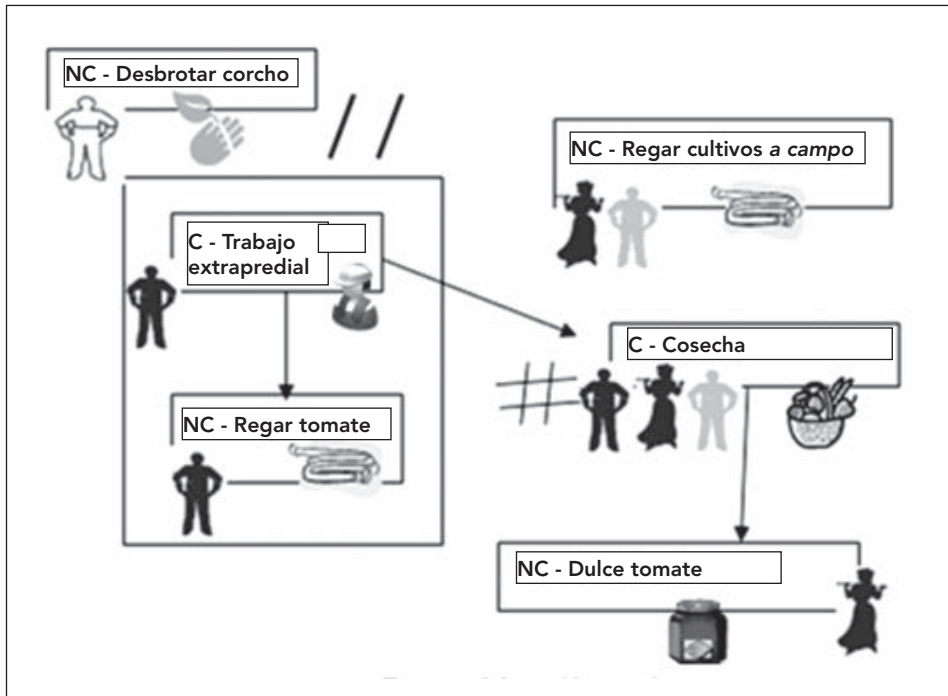 NC - Desbrotar corcho
NC - Regar cultivos a campo
C - Trabajo
extrapredial
C - Cosecha
NC - Regar tomate
NC - Dulce tomate